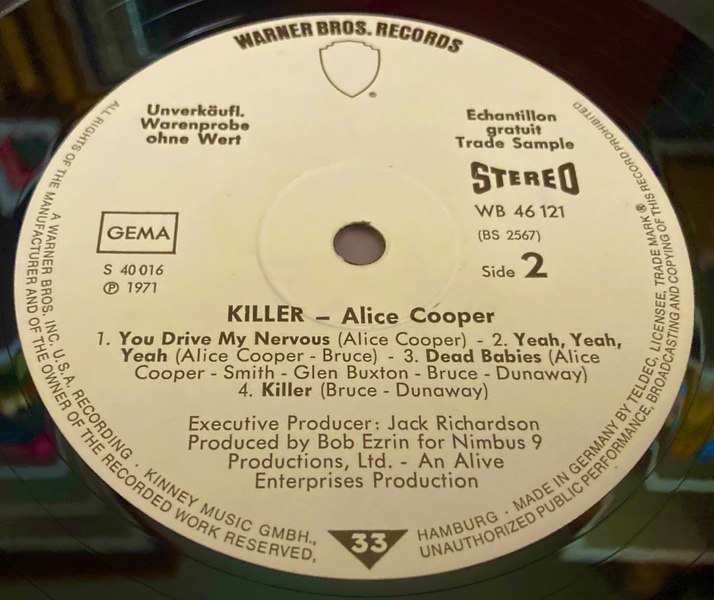 WARNER BROS. RECORDS
®
Unverkäufl.
Warenprobe
ohne Wert
Echantillon
gratuit
Trade Sample
STEREO
WB 46 121
(BS 2567)
Side 2
GEMA
S 40 016
Ⓟ 1971
KILLER – Alice Cooper
1. You Drive My Nervous (Alice Cooper) - 2. Yeah, Yeah,
Yeah (Alice Cooper - Bruce) - 3. Dead Babies (Alice
Cooper - Smith - Glen Buxton - Bruce - Dunaway)
4. Killer (Bruce - Dunaway)
Executive Producer: Jack Richardson
Produced by Bob Ezrin for Nimbus 9
Productions, Ltd. - An Alive
Enterprises Production
33
A WARNER BROS. INC. U.S.A. RECORDING · KINNEY MUSIC GMBH., HAMBURG · MADE IN GERMANY BY TELDEC, LICENSEE, TRADE MARK ®
ALL RIGHTS OF THE MANUFACTURER AND OF THE OWNER OF THE RECORDED WORK RESERVED, UNAUTHORIZED PUBLIC PERFORMANCE, BROADCASTING AND COPYING OF THIS RECORD PROHIBITED